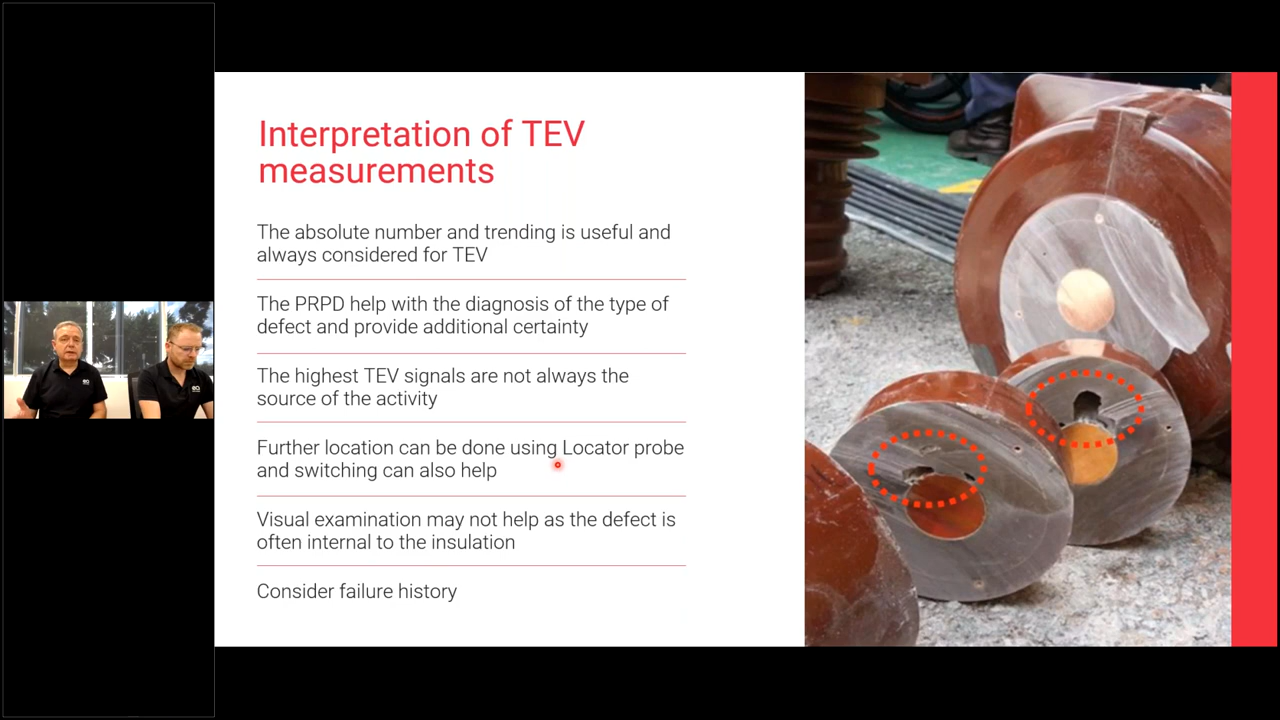 Interpretation of TEV
measurements
The absolute number and trending is useful and
always considered for TEV
The PRPD help with the diagnosis of the type of
defect and provide additional certainty
The highest TEV signals are not always the
source of the activity
Further location can be done using Locator probe
and switching can also help
Visual examination may not help as the defect is
often internal to the insulation
Consider failure history